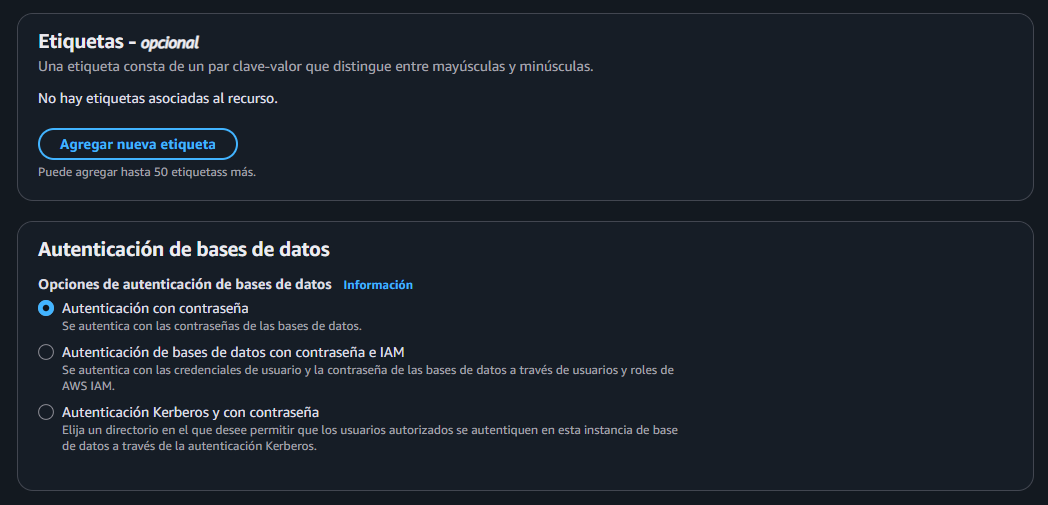 Etiquetas - opcional
Una etiqueta consta de un par clave-valor que distingue entre mayúsculas y minúsculas.
No hay etiquetas asociadas al recurso.
Agregar nueva etiqueta
Puede agregar hasta 50 etiquetass más.
Autenticación de bases de datos
Opciones de autenticación de bases de datos Información
Autenticación con contraseña
Se autentica con las contraseñas de las bases de datos.
Autenticación de bases de datos con contraseña e IAM
Se autentica con las credenciales de usuario y la contraseña de las bases de datos a través de usuarios y roles de
AWS IAM.
Autenticación Kerberos y con contraseña
Elija un directorio en el que desee permitir que los usuarios autorizados se autentiquen en esta instancia de base
de datos a través de la autenticación Kerberos.